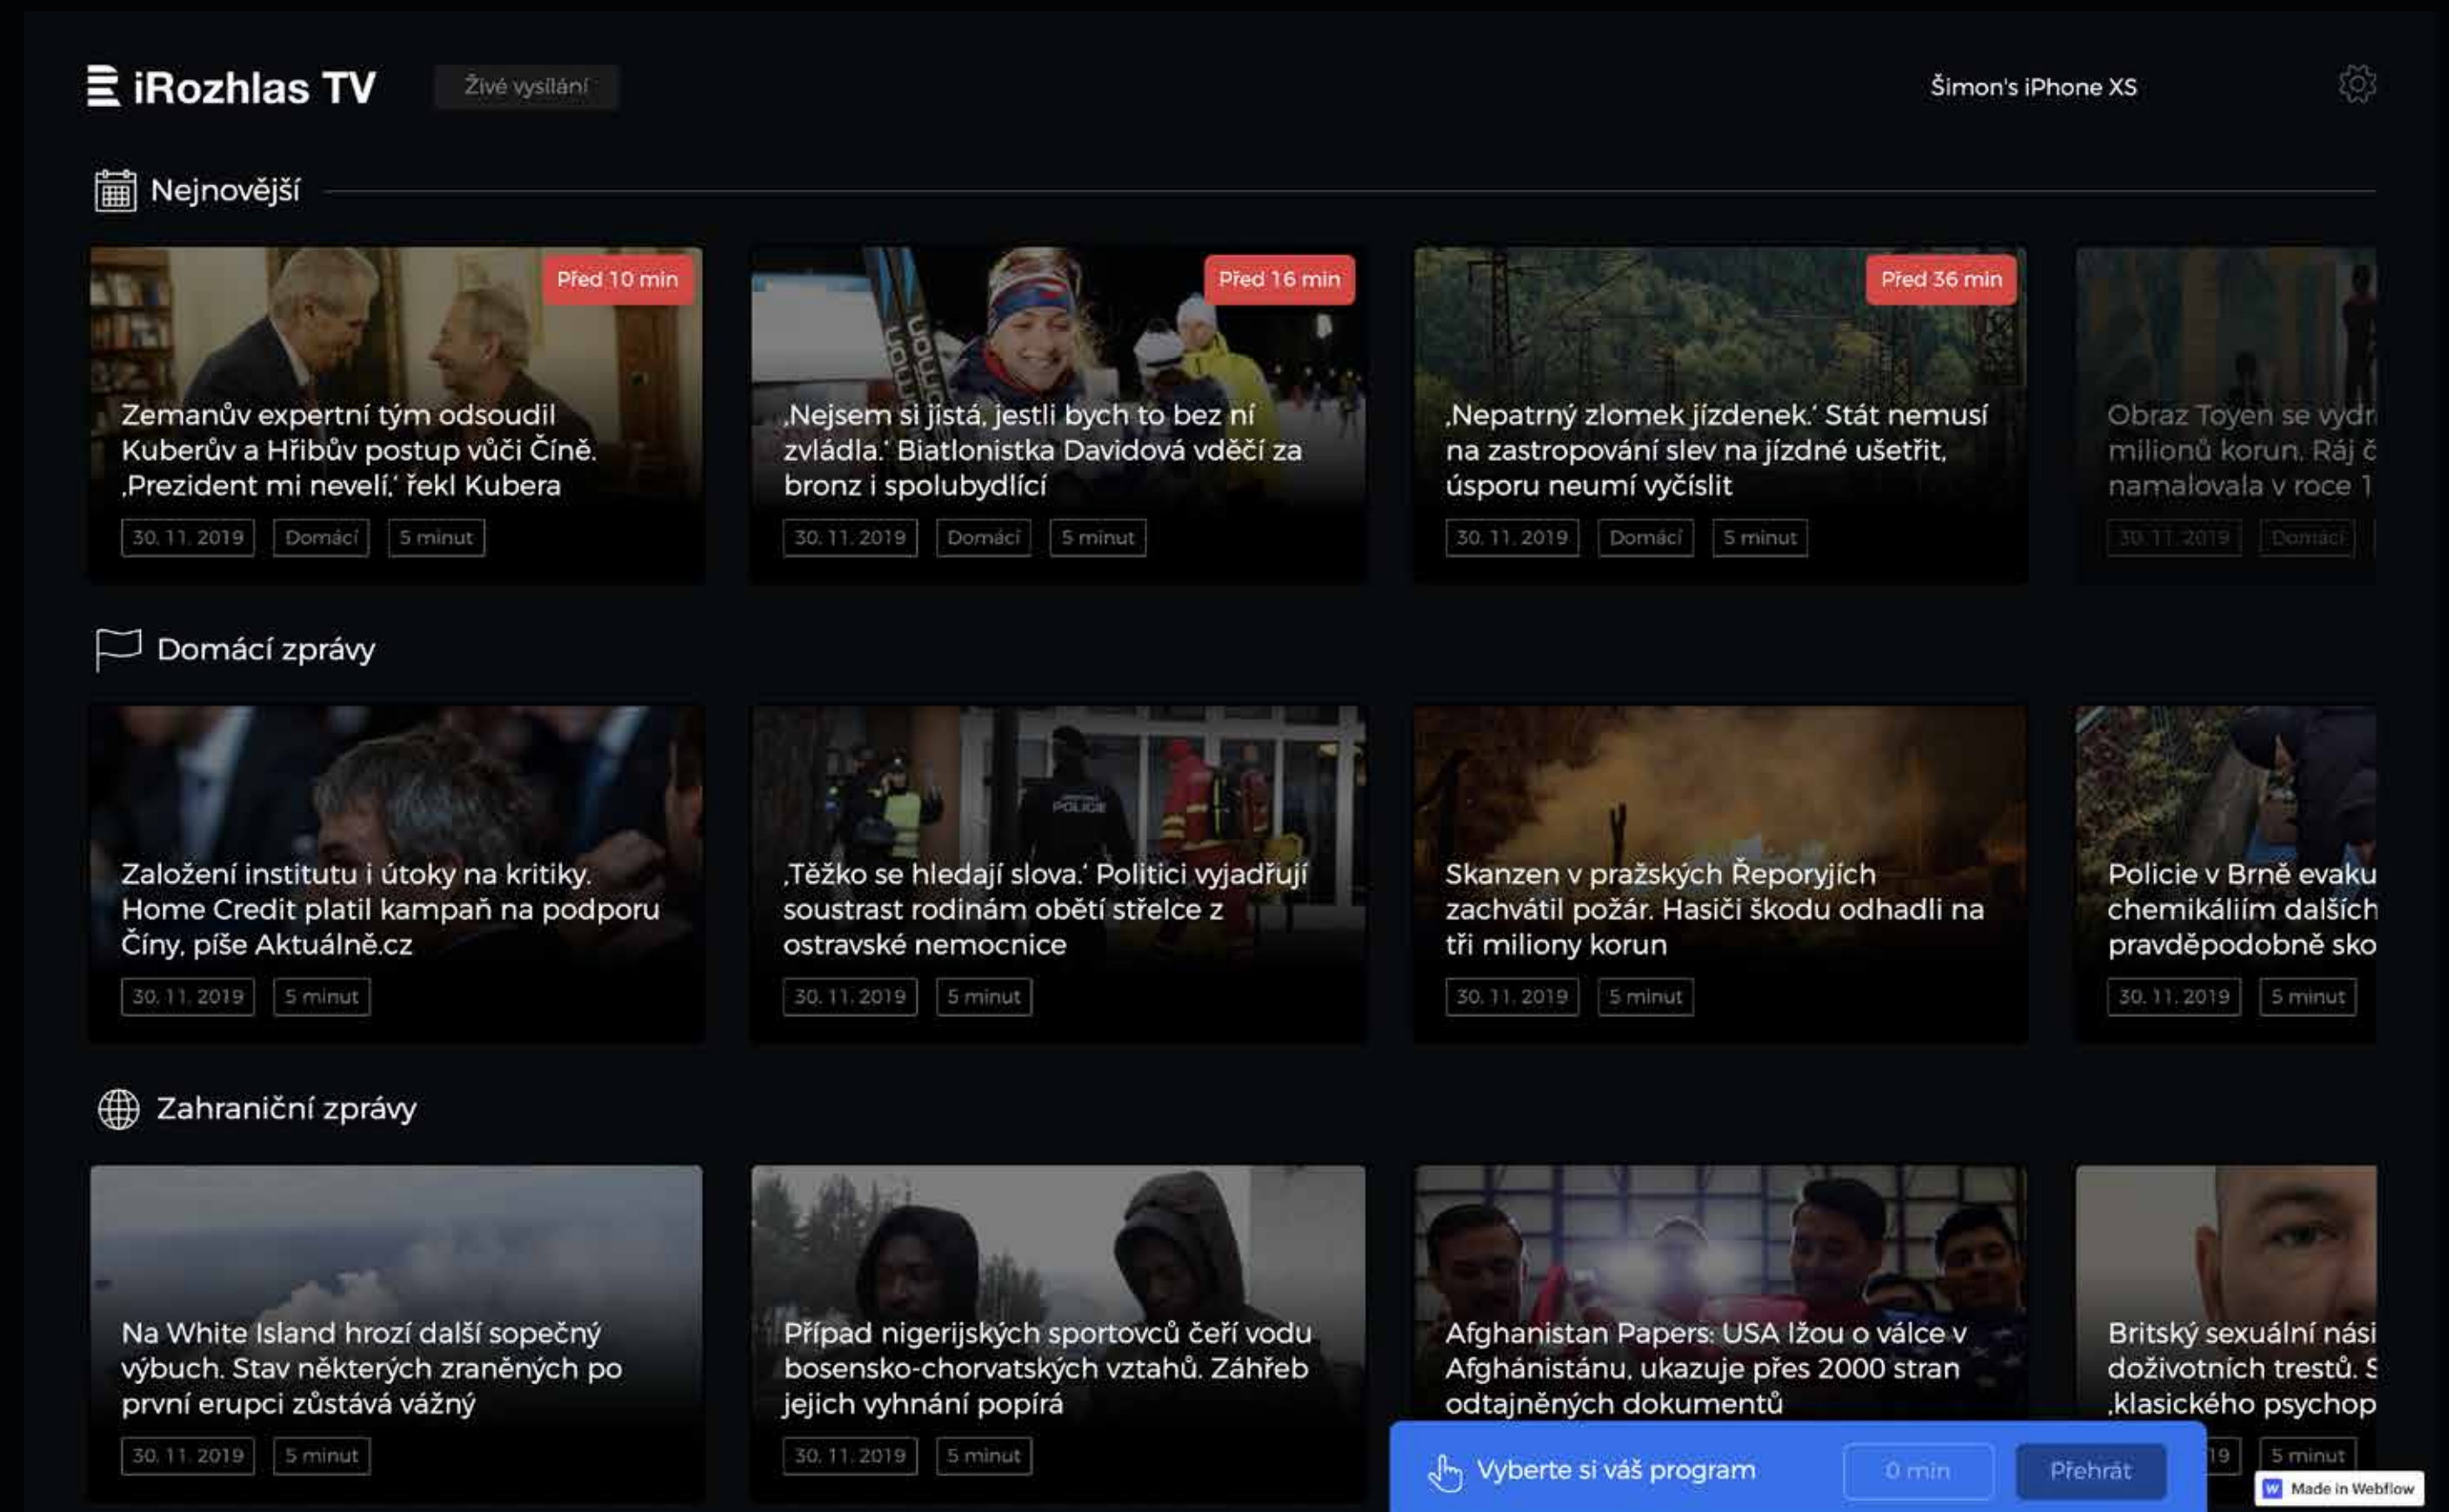 iRozhlas TV
Živé vysílání
Šimon's iPhone XS
Nejnovější
Před 10 min
Zemanův expertní tým odsoudil
Kuberův a Hřibův postup vůči Číně.
‚Prezident mi nevelí,‘ řekl Kubera
30. 11. 2019 Domácí 5 minut
Před 16 min
‚Nejsem si jistá, jestli bych to bez ní
zvládla.‘ Biatlonistka Davidová vděčí za
bronz i spolubydlící
30. 11. 2019 Domácí 5 minut
Před 36 min
‚Nepatrný zlomek jízdenek.‘ Stát nemusí
na zastropování slev na jízdné ušetřit,
úsporu neumí vyčíslit
30. 11. 2019 Domácí 5 minut
Obraz Toyen se vydr
milionů korun. Ráj č
namalovala v roce 1
30. 11. 2019 Domácí
Domácí zprávy
Založení institutu i útoky na kritiky.
Home Credit platil kampaň na podporu
Číny, píše Aktuálně.cz
30. 11. 2019 5 minut
POLICIE
‚Těžko se hledají slova.‘ Politici vyjadřují
soustrast rodinám obětí střelce z
ostravské nemocnice
30. 11. 2019 5 minut
Skanzen v pražských Řeporyjích
zachvátil požár. Hasiči škodu odhadli na
tři miliony korun
30. 11. 2019 5 minut
Policie v Brně evaku
chemikáliím dalších
pravděpodobně sko
30. 11. 2019 5 minut
Zahraniční zprávy
Na White Island hrozí další sopečný
výbuch. Stav některých zraněných po
první erupci zůstává vážný
30. 11. 2019 5 minut
Případ nigerijských sportovců čeří vodu
bosensko-chorvatských vztahů. Záhřeb
jejich vyhnání popírá
30. 11. 2019 5 minut
Afghanistan Papers: USA lžou o válce v
Afghánistánu, ukazuje přes 2000 stran
odtajněných dokumentů
Britský sexuální nási
doživotních trestů. S
‚klasického psychop
19 5 minut
Vyberte si váš program 0 min Přehrát
Made in Webflow